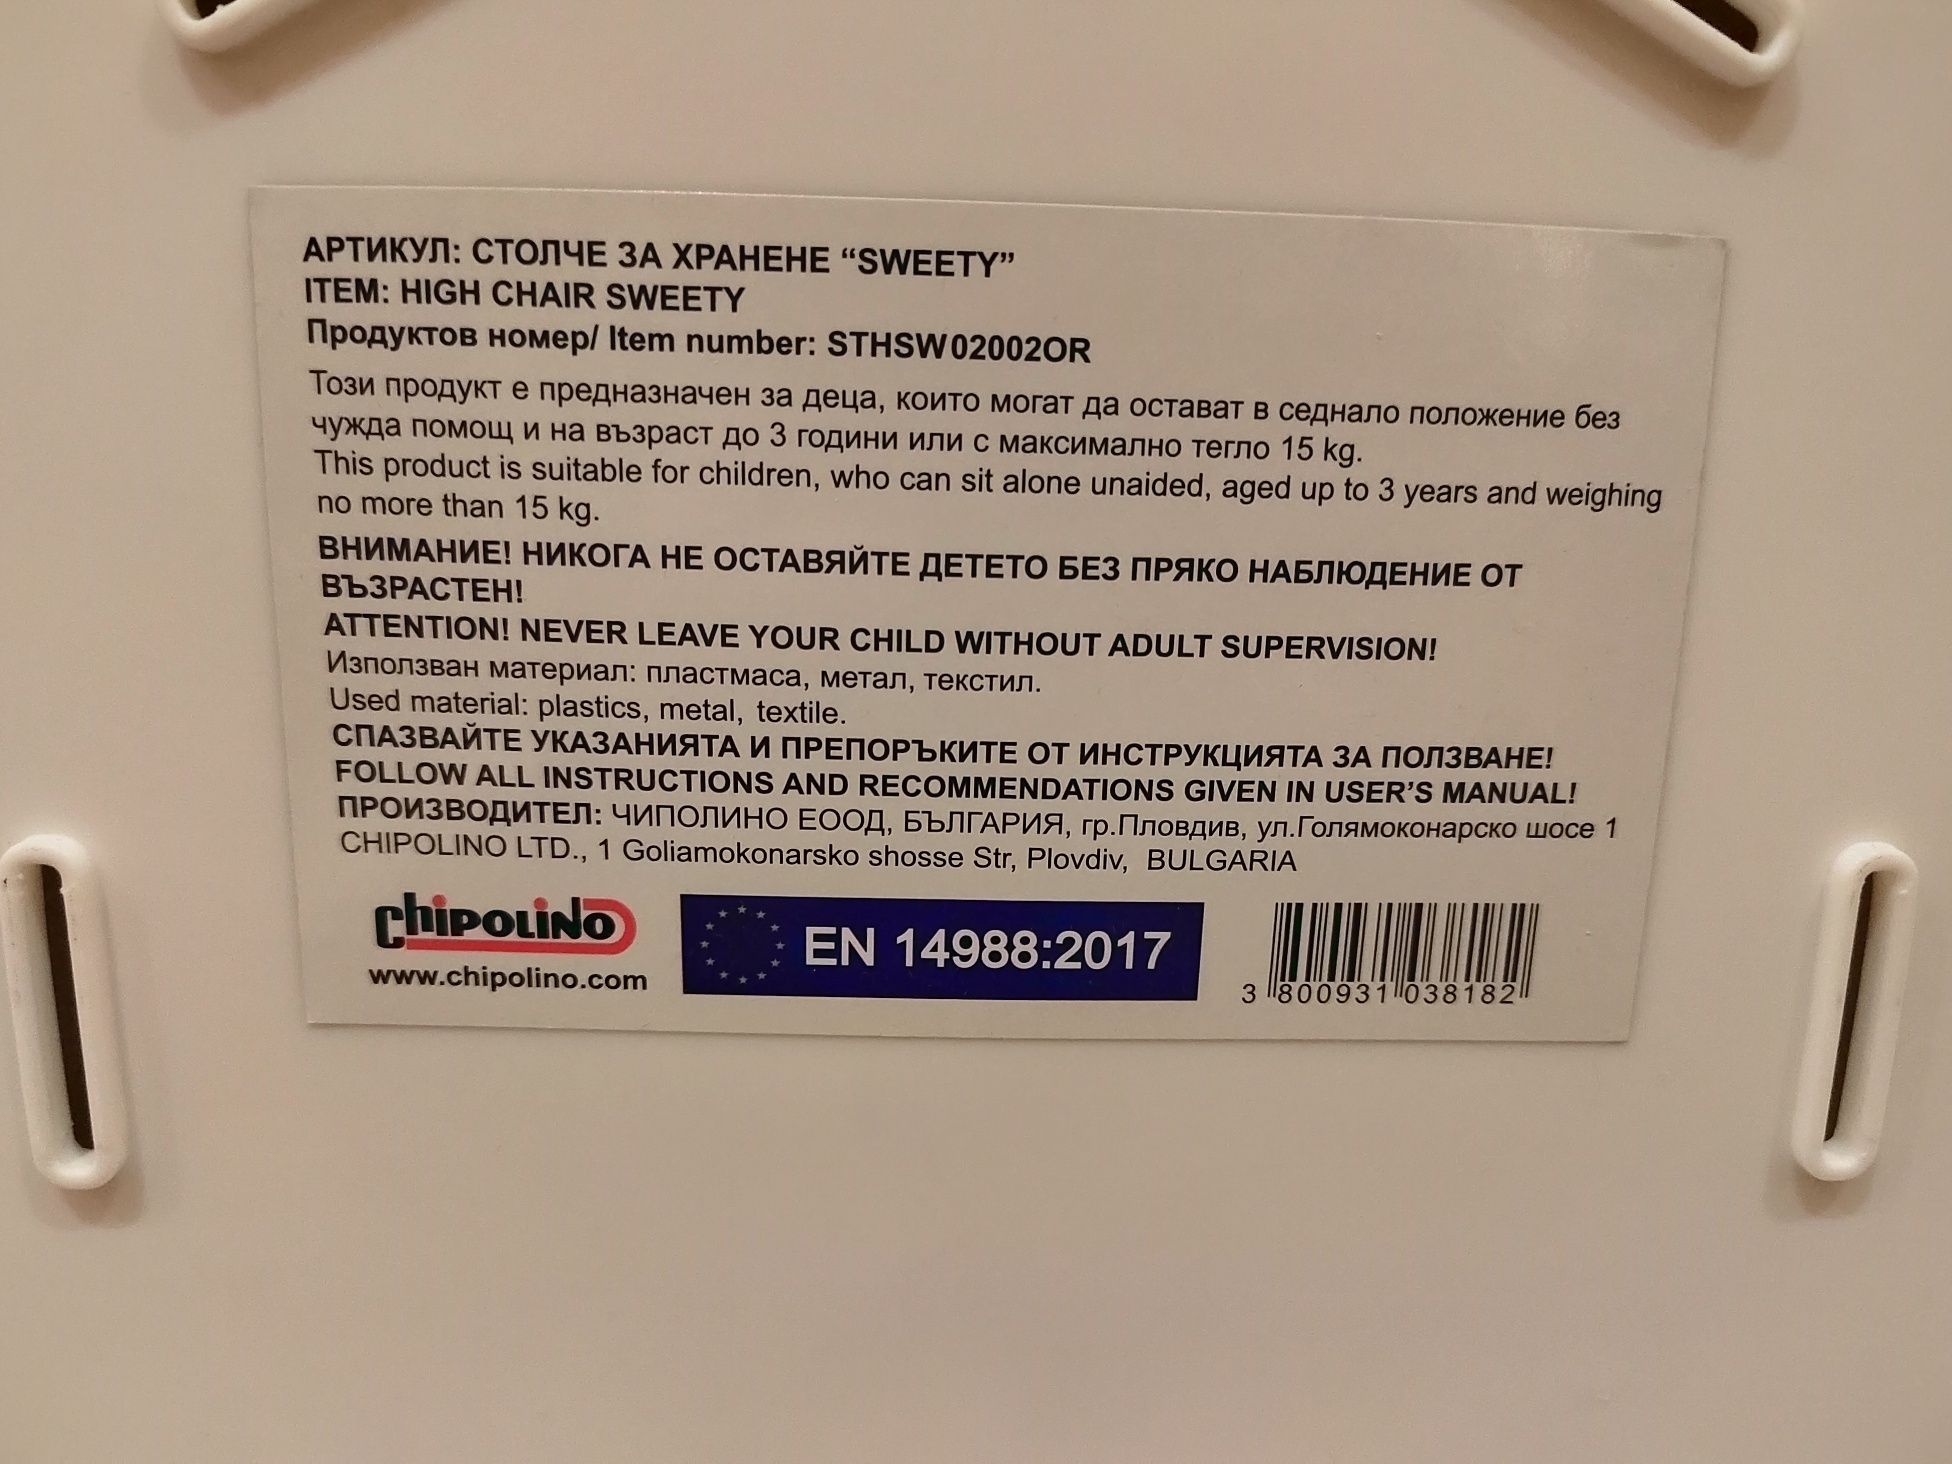 АРТИКУЛ: СТОЛЧЕ ЗА ХРАНЕНЕ “SWEETY”
ITEM: HIGH CHAIR SWEETY
Продуктов номер/ Item number: STHSW02002OR
Този продукт е предназначен за деца, които могат да остават в седнало положение без
чужда помощ и на възраст до 3 години или с максимално тегло 15 kg.
This product is suitable for children, who can sit alone unaided, aged up to 3 years and weighing
no more than 15 kg.
ВНИМАНИЕ! НИКОГА НЕ ОСТАВЯЙТЕ ДЕТЕТО БЕЗ ПРЯКО НАБЛЮДЕНИЕ ОТ
ВЪЗРАСТЕН!
ATTENTION! NEVER LEAVE YOUR CHILD WITHOUT ADULT SUPERVISION!
Използван материал: пластмаса, метал, текстил.
Used material: plastics, metal, textile.
СПАЗВАЙТЕ УКАЗАНИЯТА И ПРЕПОРЪКИТЕ ОТ ИНСТРУКЦИЯТА ЗА ПОЛЗВАНЕ!
FOLLOW ALL INSTRUCTIONS AND RECOMMENDATIONS GIVEN IN USER’S MANUAL!
ПРОИЗВОДИТЕЛ: ЧИПОЛИНО ЕООД, БЪЛГАРИЯ, гр.Пловдив, ул.Голямоконарско шосе 1
CHIPOLINO LTD., 1 Goliamokonarsko shosse Str, Plovdiv, BULGARIA
CHIPOLINO
www.chipolino.com
EN 14988:2017
3 800931 038182